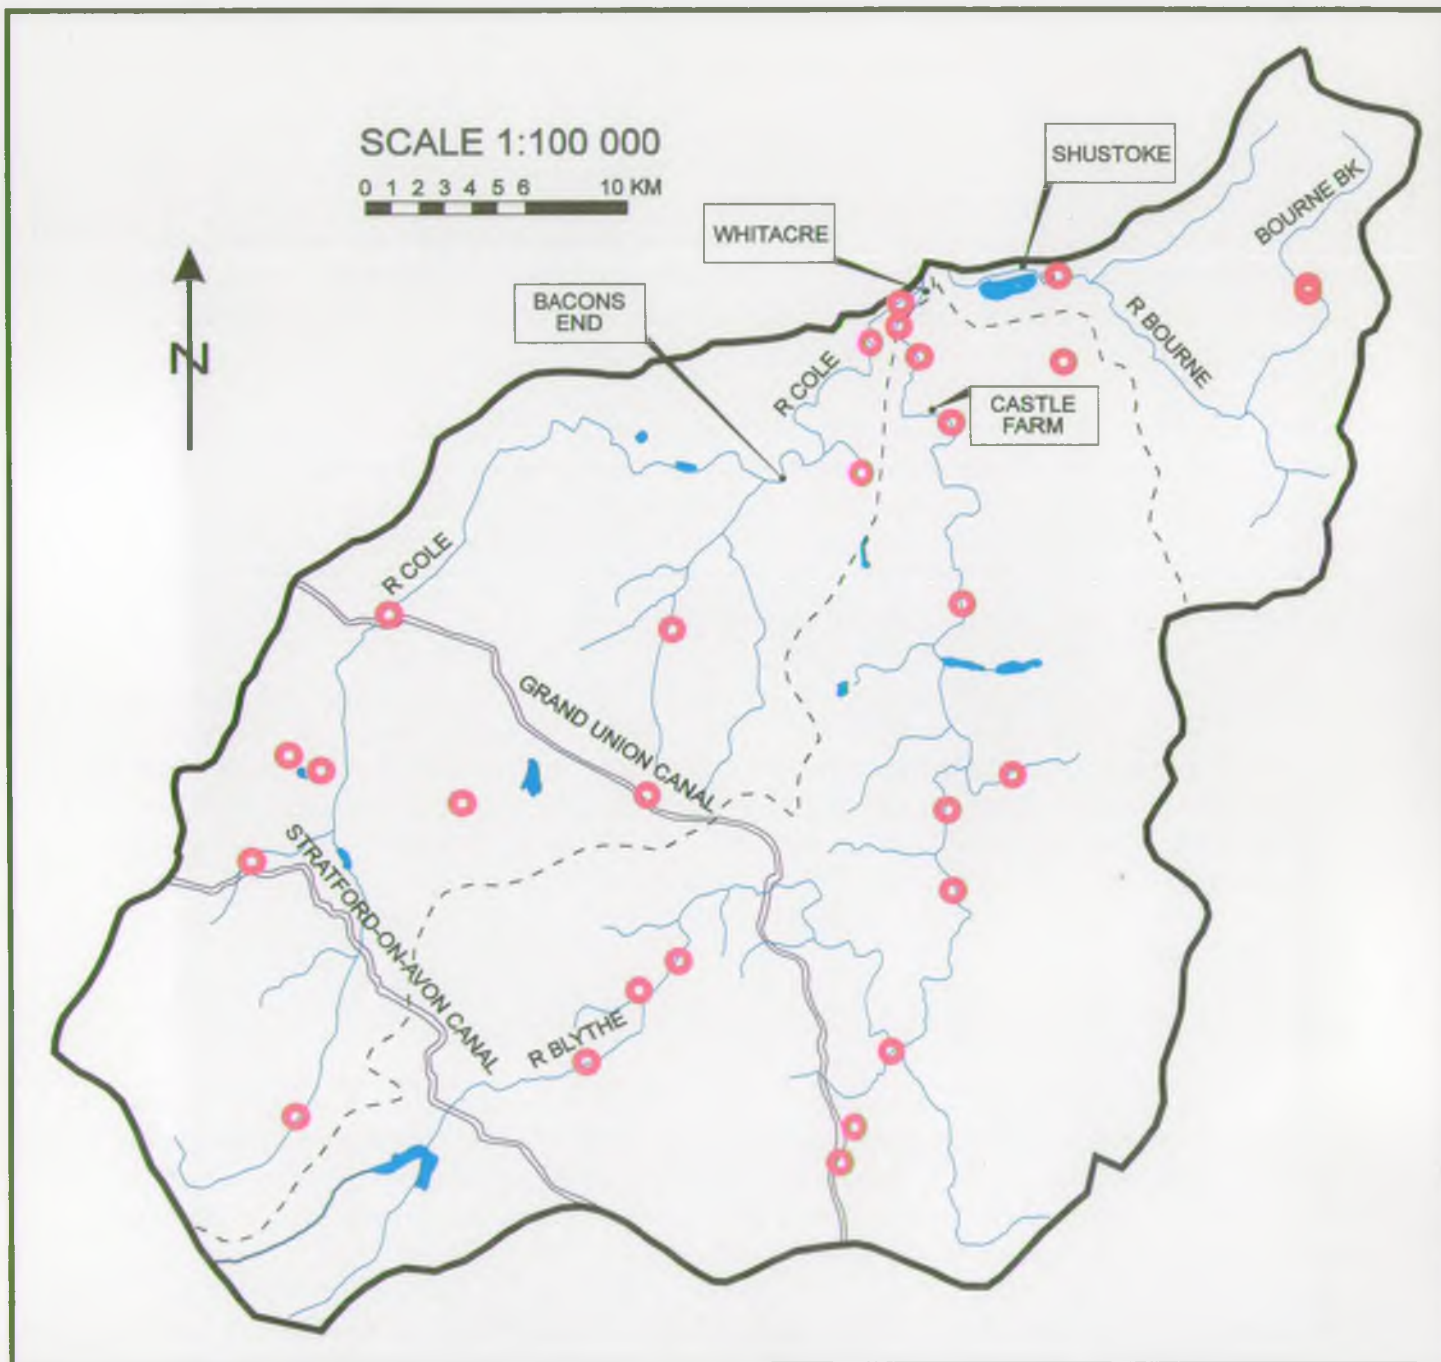 SCALE 1:100 000
0 1 2 3 4 5 6 10 KM
SHUSTOKE
WHITACRE
BOURNE BK
BACONS
END
R BOURNE
R COLE
CASTLE
FARM
N
R COLE
GRAND UNION CANAL
STRATFORD-ON-AVON CANAL
R BLYTHE